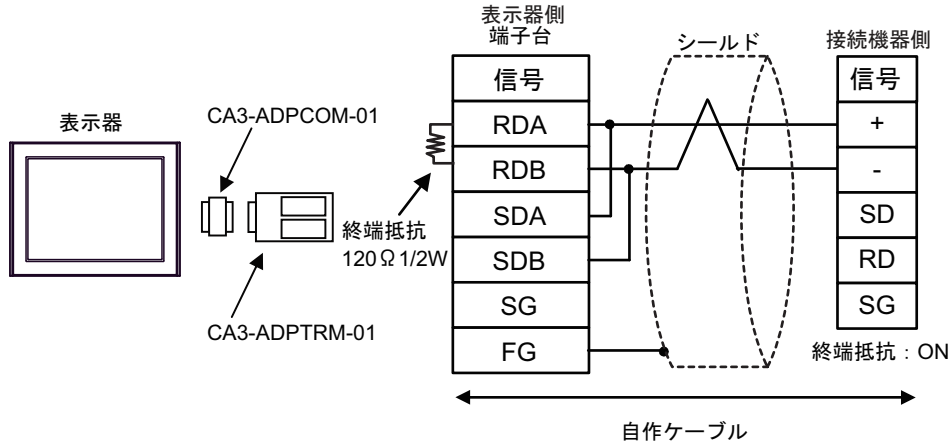 表示器
CA3-ADPCOM-01
CA3-ADPTRM-01
終端抵抗
120Ω 1/2W
表示器側
端子台
信号
RDA
RDB
SDA
SDB
SG
FG
シールド
接続機器側
信号
+
-
SD
RD
SG
終端抵抗:ON
自作ケーブル